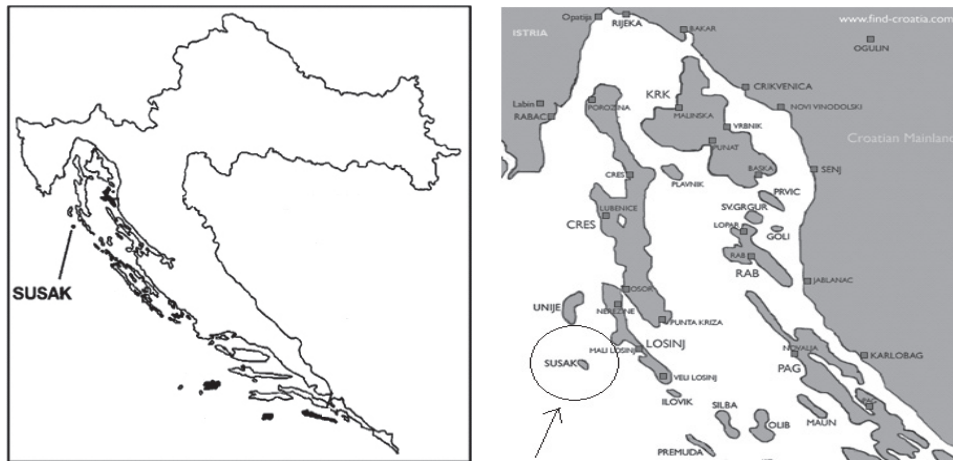 SUSAK
www.find-croatia.com
Opatija
RIJEKA
ISTRIA
BAKAR
OGULIN
KRK
CRIKVENICA
Labin
RABAC
POROZINA
MALINSKA
NOVI VINODOLSKI
VRBNIK
Croatian Mainland
PUNAT
CRES
PLAVNIK
BASKA
SENJ
PRVIC
LUBENICE
SV.GRGUR
CRES
LOPAR
GOLI
RAB
RAB
JABLANAC
OSOR
UNIJE
NEREZINE
PUNTA KRIZA
LOSINJ
MALI LOSINJ
NOVALJA
KARLOBAG
SUSAK
PAG
VELI LOSINJ
ILOVIK
SILBA
PAG
OLIB
MAUN
PREMUDA